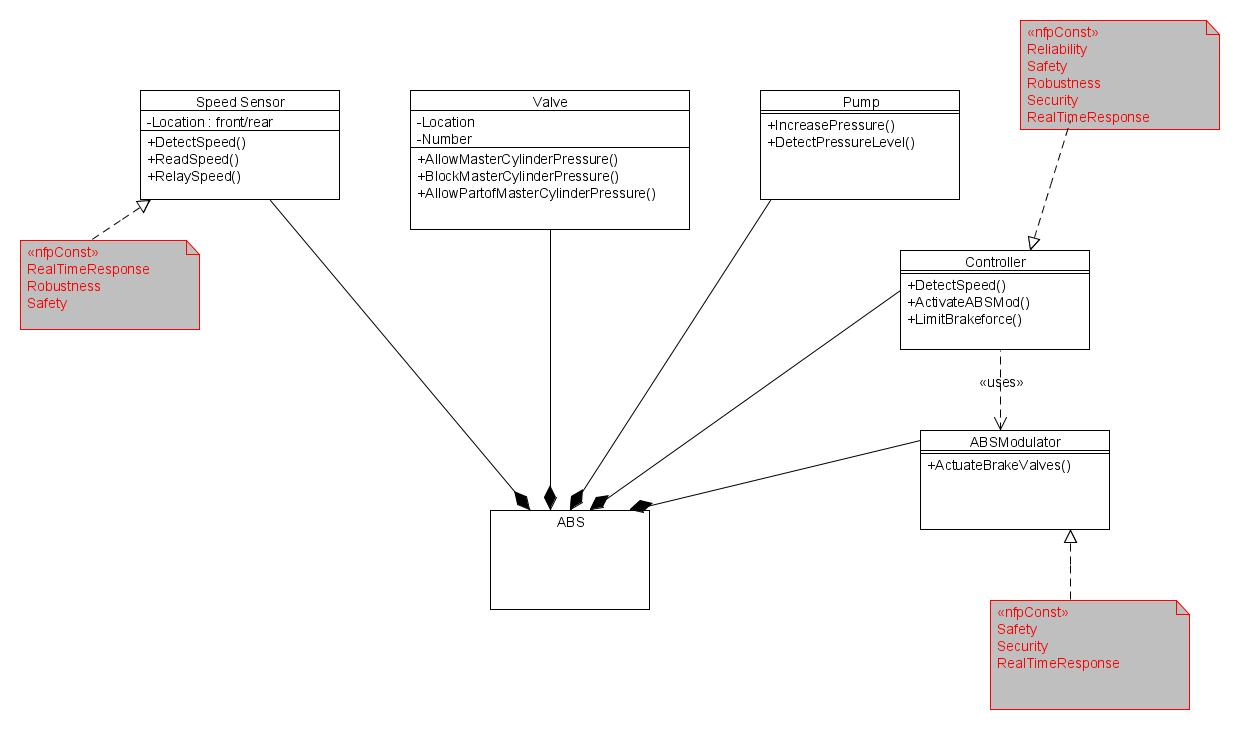 «nfpConst»
Reliability
Safety
Robustness
Security
RealTimeResponse
Speed Sensor
-Location : front/rear
+DetectSpeed()
+ReadSpeed()
+RelaySpeed()
Valve
-Location
-Number
+AllowMasterCylinderPressure()
+BlockMasterCylinderPressure()
+AllowPartofMasterCylinderPressure()
Pump
+IncreasePressure()
+DetectPressureLevel()
«nfpConst»
RealTimeResponse
Robustness
Safety
Controller
+DetectSpeed()
+ActivateABSMod()
+LimitBrakeforce()
«uses»
ABSModulator
+ActuateBrakeValves()
ABS
«nfpConst»
Safety
Security
RealTimeResponse